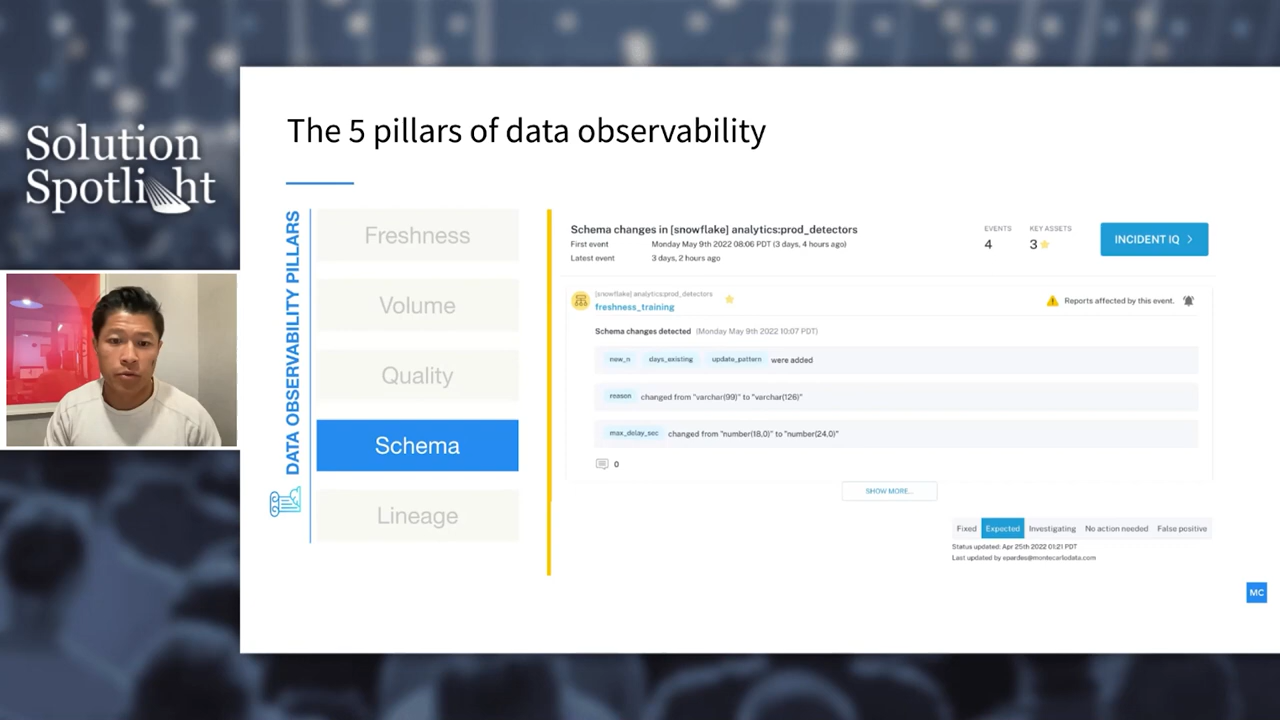 Solution
Spotlight
The 5 pillars of data observability
DATA OBSERVABILITY PILLARS
Freshness
Volume
Quality
Schema
Lineage
Schema changes in [snowflake] analytics:prod_detectors
First event Monday May 9th 2022 08:06 PDT (3 days, 4 hours ago)
Latest event 3 days, 2 hours ago
EVENTS KEY ASSETS
4 3
INCIDENT IQ
[snowflake] analytics:prod_detectors
freshness_training
Reports affected by this event.
Schema changes detected (Monday May 9th 2022 10:07 PDT)
new_n days_existing update_pattern were added
reason changed from "varchar(99)" to "varchar(126)"
max_delay_sec changed from "number(18,0)" to "number(24,0)"
0
SHOW MORE...
Fixed Expected Investigating No action needed False positive
Status updated: Apr 25th 2022 01:21 PDT
Last updated by epardes@montecarlodata.com
MC